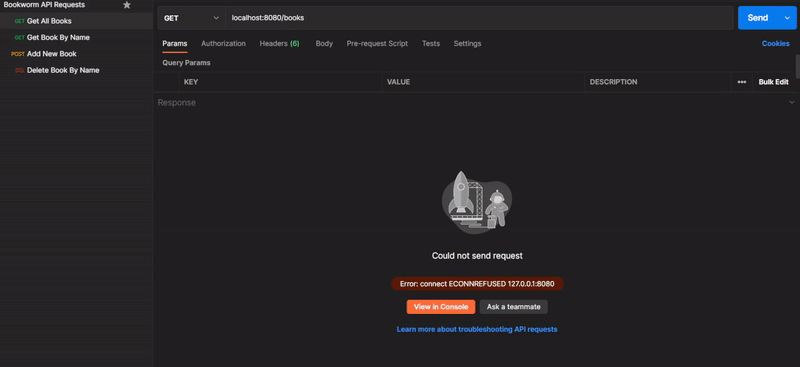 Bookworm API Requests
GET Get All Books
GET Get Book By Name
POST Add New Book
DEL Delete Book By Name
GET localhost:8080/books Send
Params Authorization Headers (6) Body Pre-request Script Tests Settings Cookies
Query Params
KEY VALUE DESCRIPTION ••• Bulk Edit
Response
Could not send request
Error: connect ECONNREFUSED 127.0.0.1:8080
View in Console Ask a teammate
Learn more about troubleshooting API requests